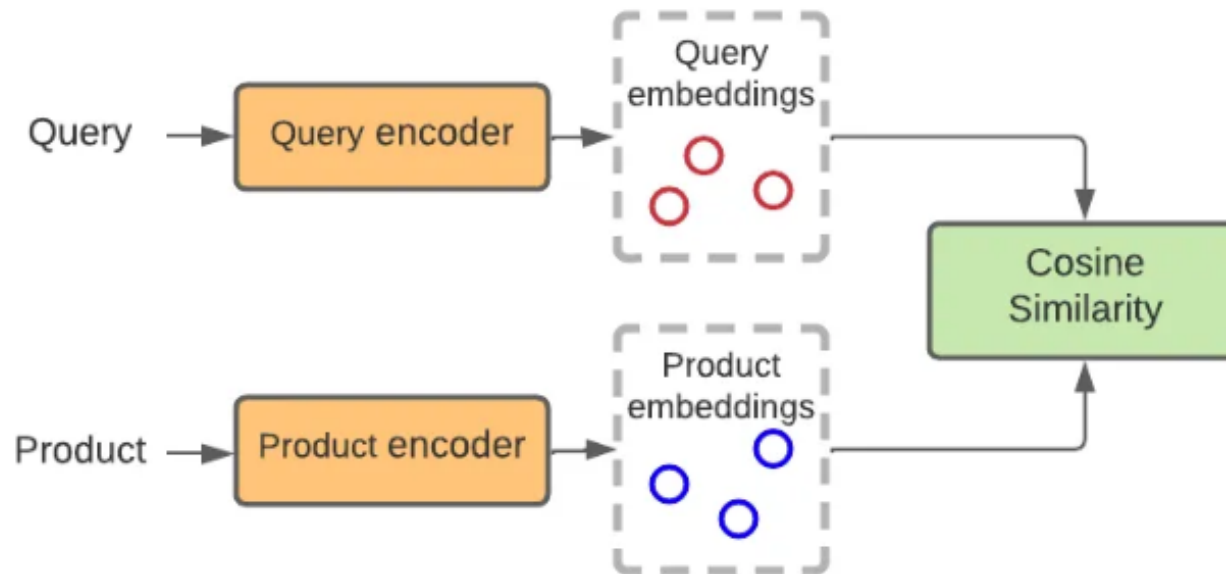 Query
Query encoder
Query
embeddings
Cosine
Similarity
Product
Product encoder
Product
embeddings